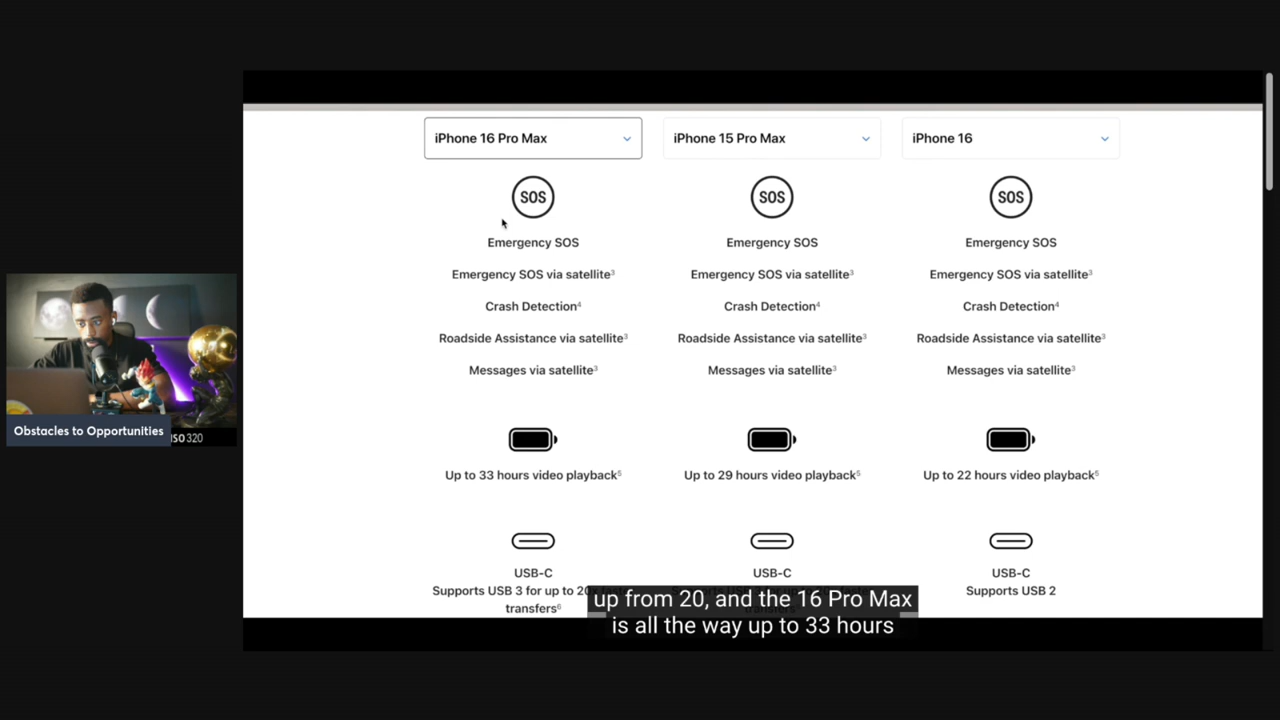 iPhone 16 Pro Max
iPhone 15 Pro Max
iPhone 16
SOS
SOS
SOS
Emergency SOS
Emergency SOS
Emergency SOS
Emergency SOS via satellite³
Emergency SOS via satellite³
Emergency SOS via satellite³
Crash Detection⁴
Crash Detection⁴
Crash Detection⁴
Roadside Assistance via satellite³
Roadside Assistance via satellite³
Roadside Assistance via satellite³
Messages via satellite³
Messages via satellite³
Messages via satellite³
Up to 33 hours video playback⁵
Up to 29 hours video playback⁵
Up to 22 hours video playback⁵
USB-C
Supports USB 3 for up to 20x
transfers⁶
USB-C
USB-C
Supports USB 2
up from 20, and the 16 Pro Max
is all the way up to 33 hours
Obstacles to Opportunities
ISO 320